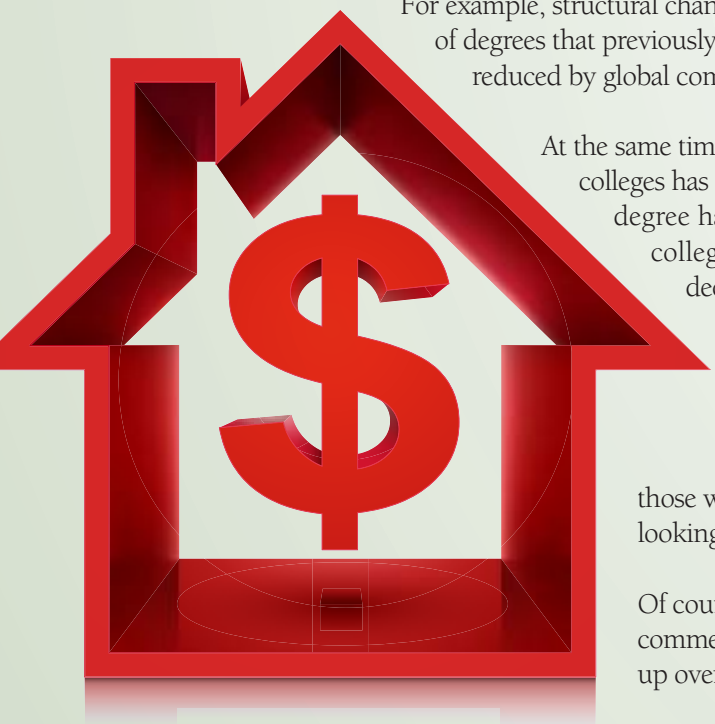 For example, structural chan
of degrees that previously
reduced by global com
At the same tim
colleges has
degree ha
colleg
dec
$
those w
looking
Of cou
comme
up over